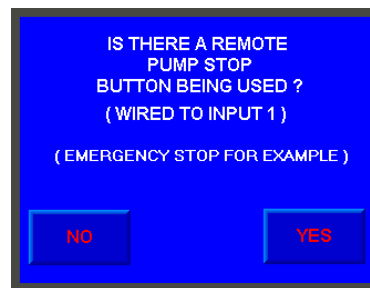 IS THERE A REMOTE
PUMP STOP
BUTTON BEING USED ?
( WIRED TO INPUT 1 )
( EMERGENCY STOP FOR EXAMPLE )
NO YES